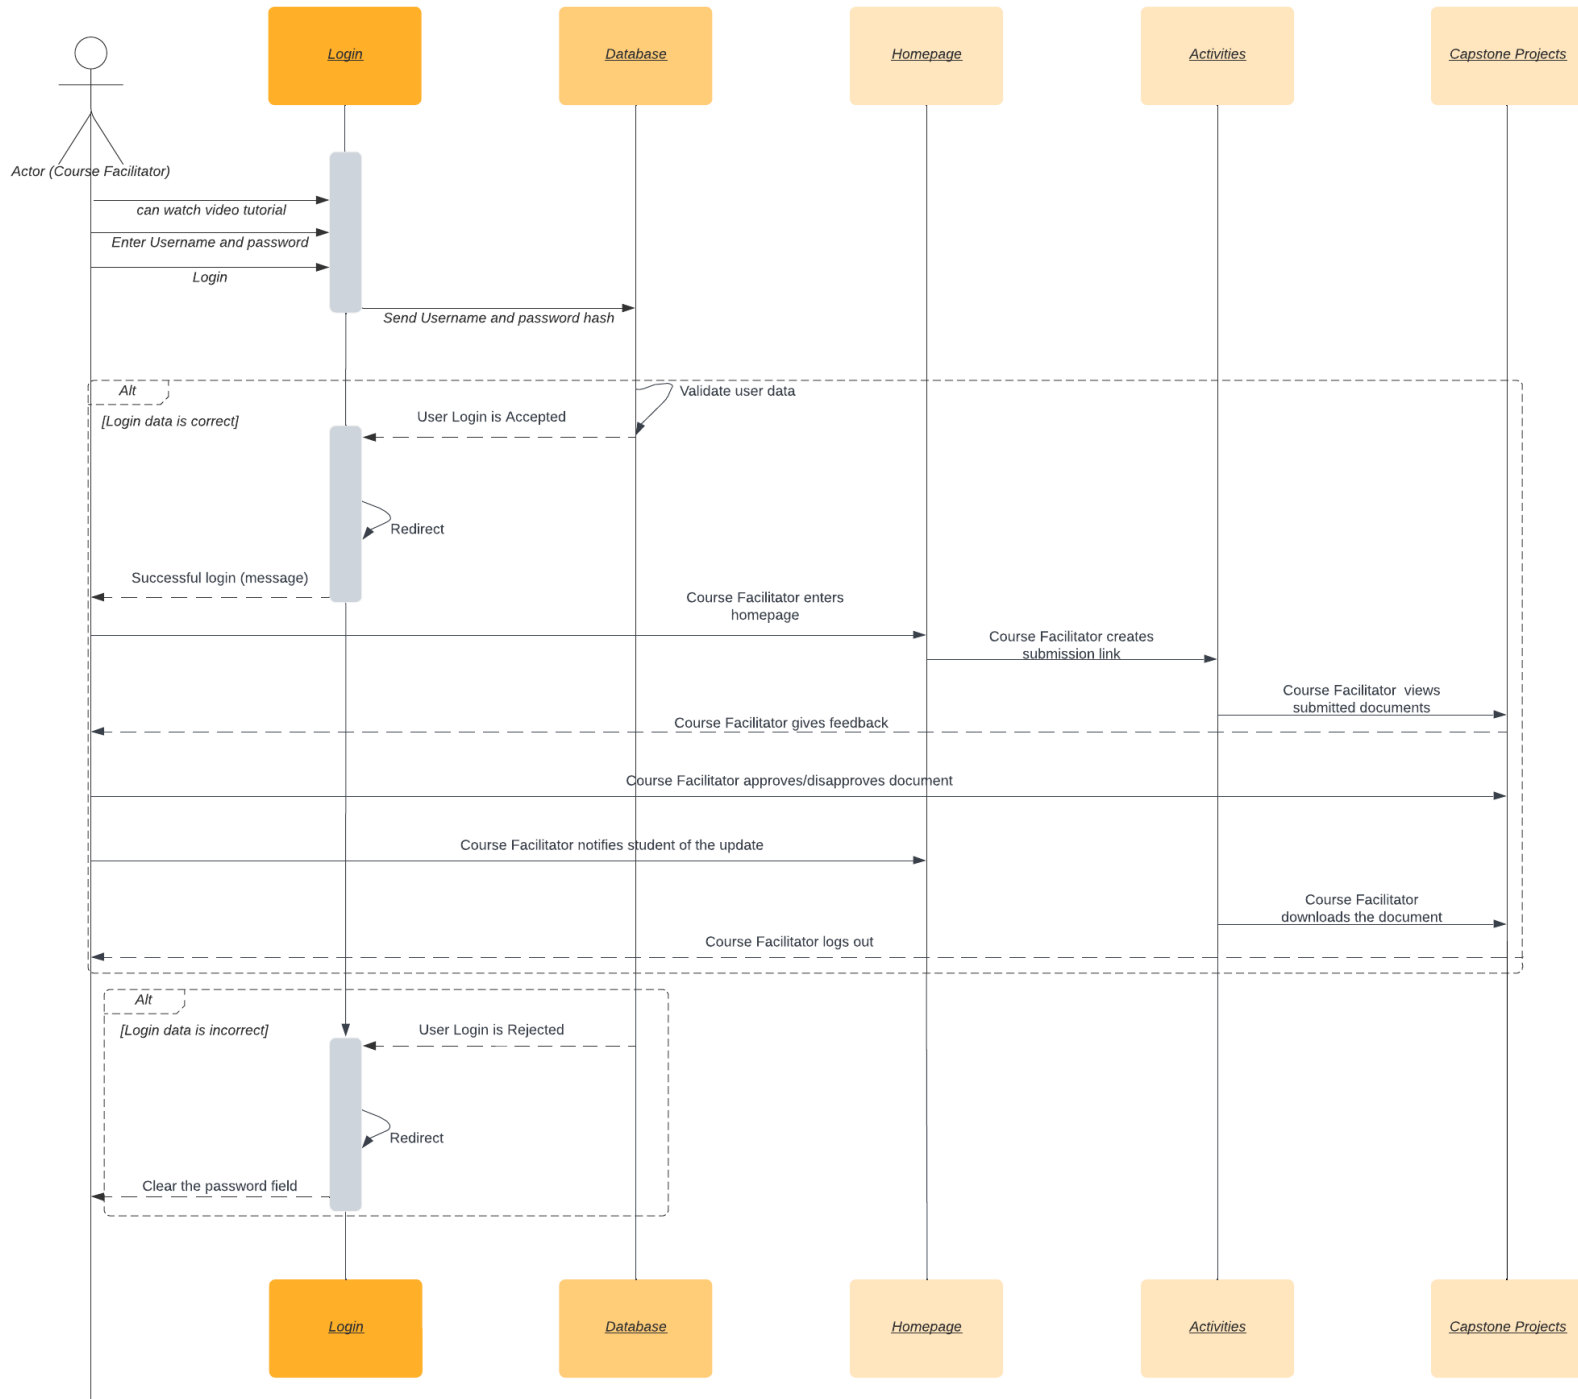 Login
Database
Homepage
Activities
Capstone Projects
Actor (Course Facilitator)
can watch video tutorial
Enter Username and password
Login
Send Username and password hash
Alt
Validate user data
[Login data is correct]
User Login is Accepted
Redirect
Successful login (message)
Course Facilitator enters
homepage
Course Facilitator creates
submission link
Course Facilitator  views
submitted documents
Course Facilitator gives feedback
Course Facilitator approves/disapproves document
Course Facilitator notifies student of the update
Course Facilitator
downloads the document
Course Facilitator logs out
Alt
[Login data is incorrect]
User Login is Rejected
Redirect
Clear the password field
Login
Database
Homepage
Activities
Capstone Projects